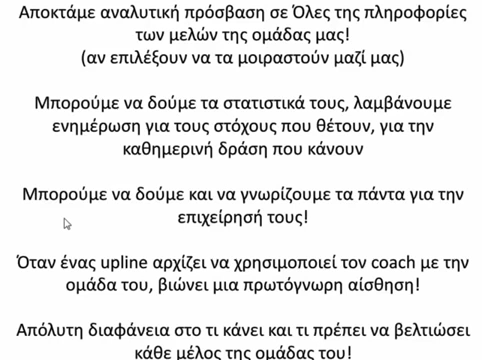 Αποκτάμε αναλυτική πρόσβαση σε Όλες της πληροφορίες
των μελών της ομάδας μας!
(αν επιλέξουν να τα μοιραστούν μαζί μας)
Μπορούμε να δούμε τα στατιστικά τους, λαμβάνουμε
ενημέρωση για τους στόχους που θέτουν, για την
καθημερινή δράση που κάνουν
Μπορούμε να δούμε και να γνωρίζουμε τα πάντα για την
επιχείρησή τους!
Όταν ένας upline αρχίζει να χρησιμοποιεί τον coach με την
ομάδα του, βιώνει μια πρωτόγνωρη αίσθηση!
Απόλυτη διαφάνεια στο τι κάνει και τι πρέπει να βελτιώσει
κάθε μέλος της ομάδας του!